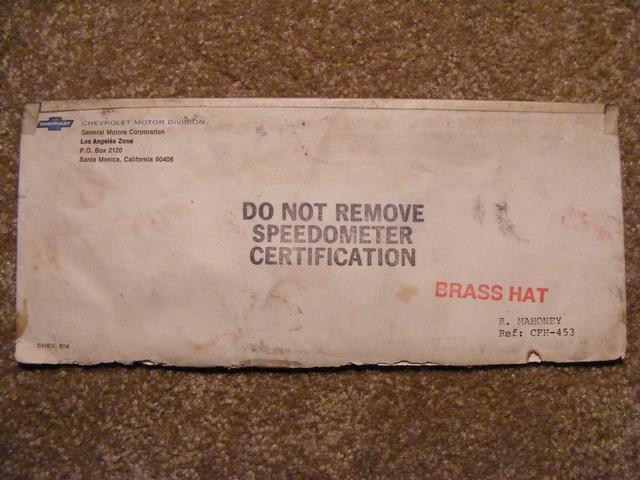 CHEVROLET
CHEVROLET MOTOR DIVISION
General Motors Corporation
Los Angeles Zone
P.O. Box 2120
Santa Monica, California 90406
DO NOT REMOVE
SPEEDOMETER
CERTIFICATION
BRASS HAT
R. MAHONEY
Ref: CFH-453
CHEV. 516